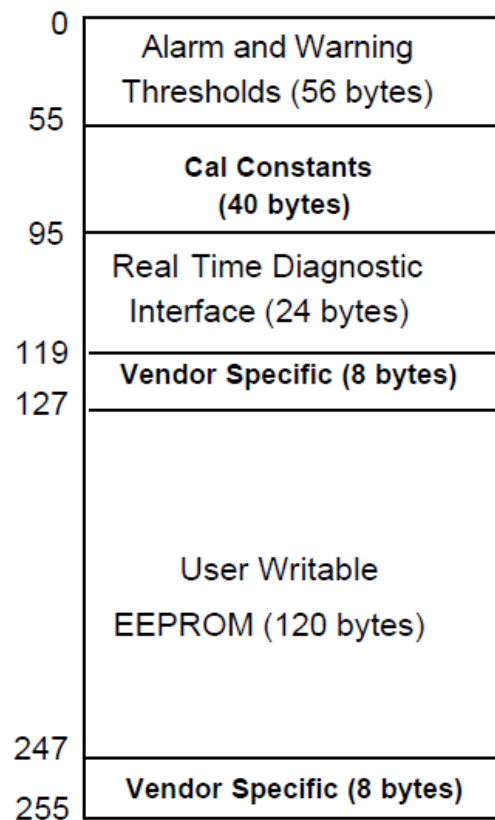 0
Alarm and Warning
Thresholds (56 bytes)
55
Cal Constants
(40 bytes)
95
Real Time Diagnostic
Interface (24 bytes)
119
Vendor Specific (8 bytes)
127
User Writable
EEPROM (120 bytes)
247
Vendor Specific (8 bytes)
255